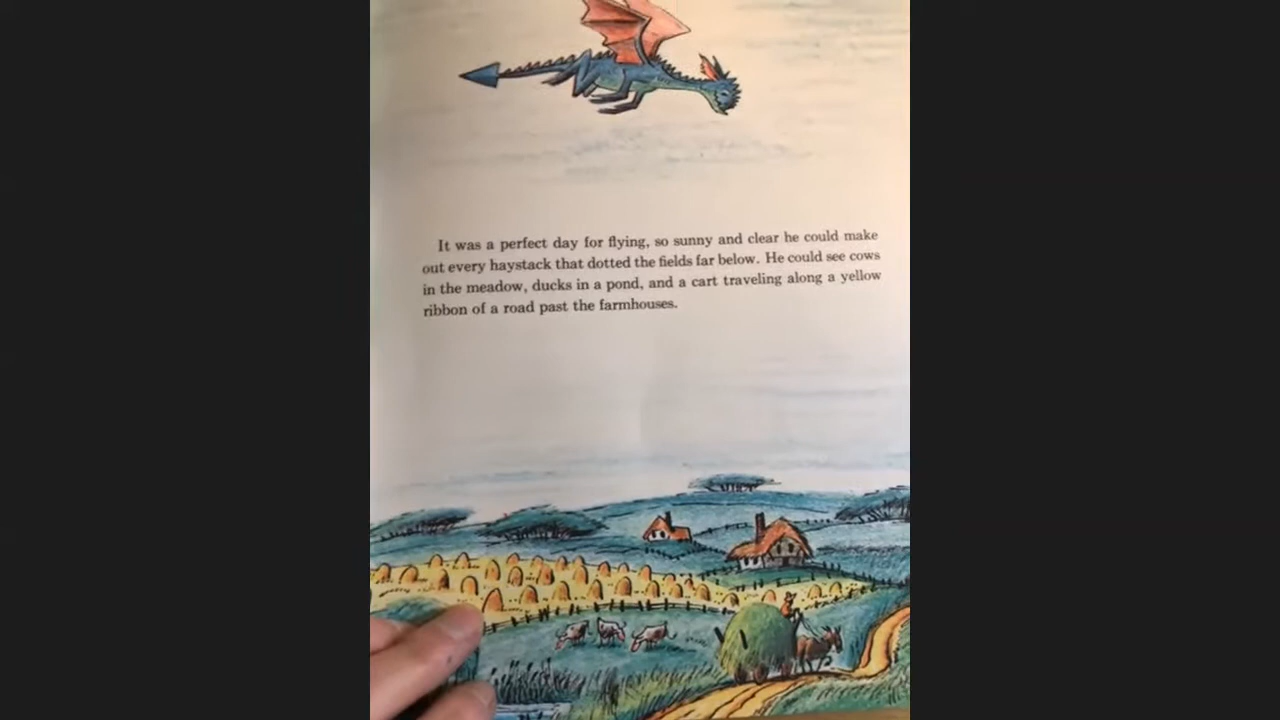 It was a perfect day for flying, so sunny and clear he could make
out every haystack that dotted the fields far below. He could see cows
in the meadow, ducks in a pond, and a cart traveling along a yellow
ribbon of a road past the farmhouses.